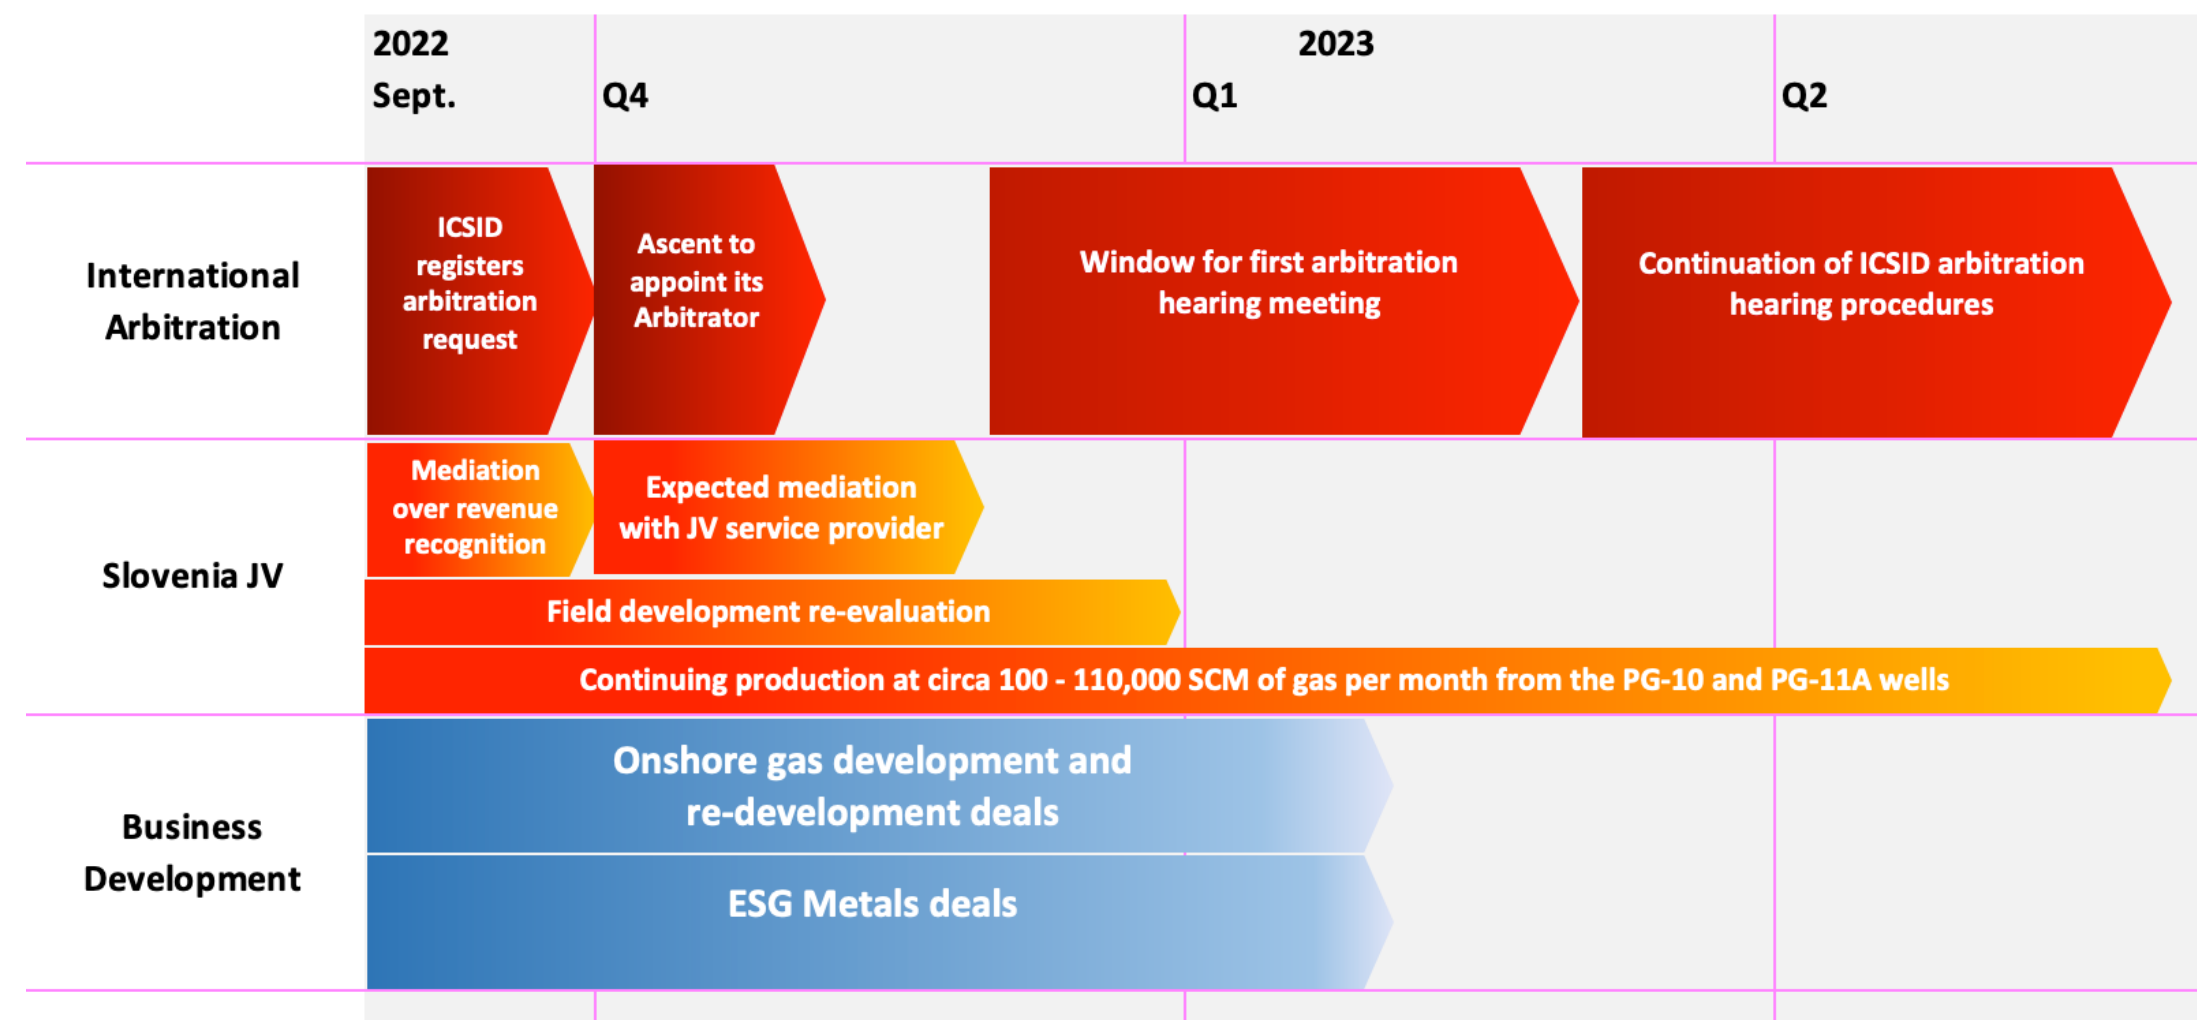 2022
2023
Sept.
Q4
Q1
Q2
International
Arbitration
ICSID
registers
arbitration
request
Ascent to
appoint its
Arbitrator
Window for first arbitration
hearing meeting
Continuation of ICSID arbitration
hearing procedures
Slovenia JV
Mediation
over revenue
recognition
Expected mediation
with JV service provider
Field development re-evaluation
Continuing production at circa 100 - 110,000 SCM of gas per month from the PG-10 and PG-11A wells
Business
Development
Onshore gas development and
re-development deals
ESG Metals deals